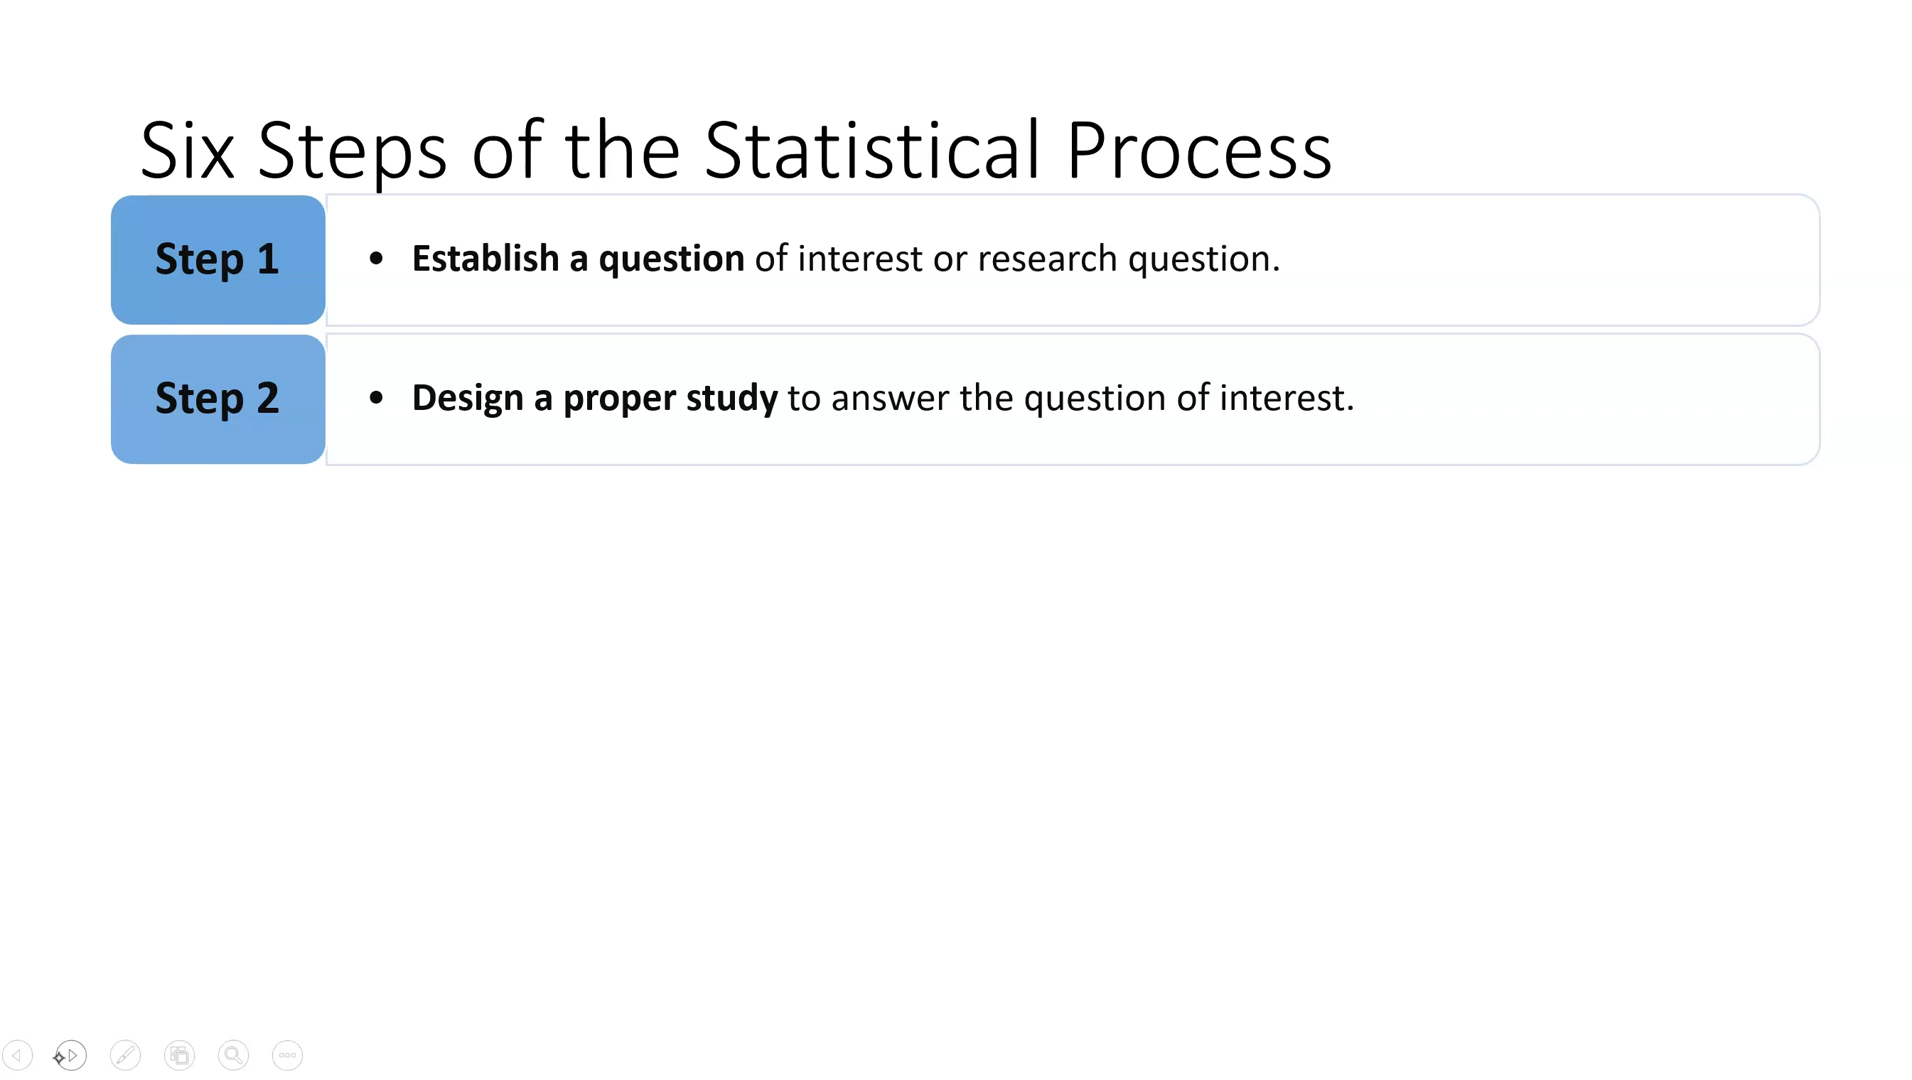 Six Steps of the Statistical Process
Step 1
• Establish a question of interest or research question.
Step 2
• Design a proper study to answer the question of interest.